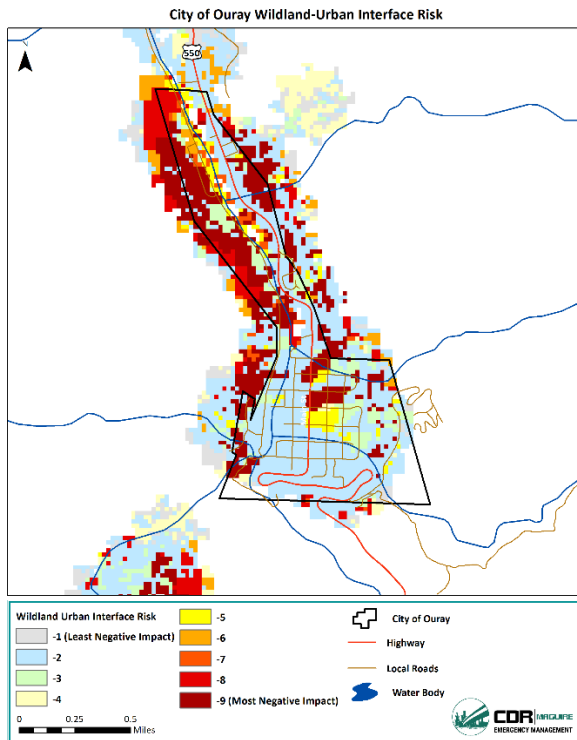 City of Ouray Wildland-Urban Interface Risk
550
Wildland Urban Interface Risk
-1 (Least Negative Impact)
-2
-3
-4
-5
-6
-7
-8
-9 (Most Negative Impact)
City of Ouray
Highway
Local Roads
Water Body
0 0.25 0.5
Miles
CDR MAGUIRE
EMERGENCY MANAGEMENT